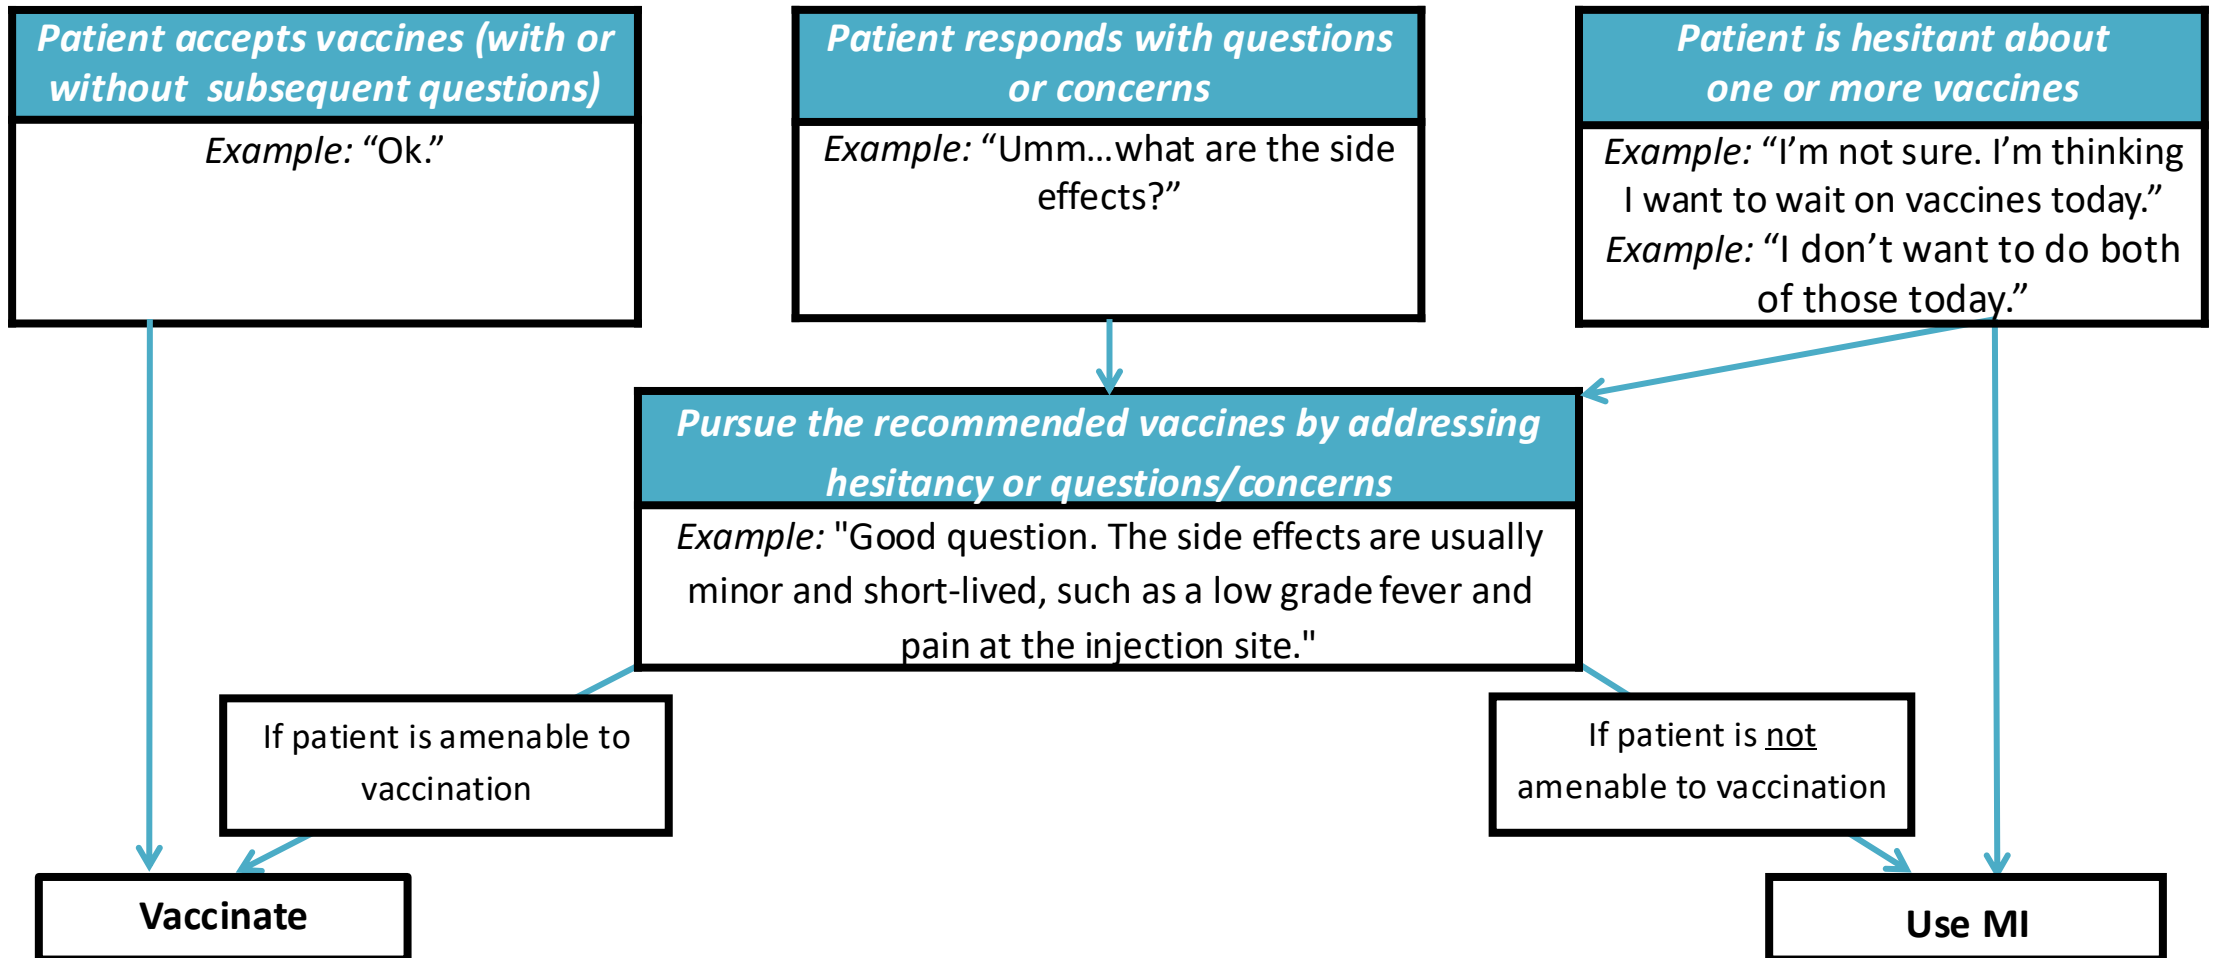 Patient accepts vaccines (with or
without  subsequent questions)
Example: “Ok.”
Patient responds with questions
or concerns
Example: “Umm…what are the side
effects?”
Patient is hesitant about
one or more vaccines
Example: “I’m not sure. I’m thinking
I want to wait on vaccines today.”
Example: “I don’t want to do both
of those today.”
Pursue the recommended vaccines by addressing
hesitancy or questions/concerns
Example: "Good question. The side effects are usually
minor and short-lived, such as a low grade fever and
pain at the injection site."
If patient is amenable to
vaccination
If patient is not
amenable to vaccination
Vaccinate
Use MI